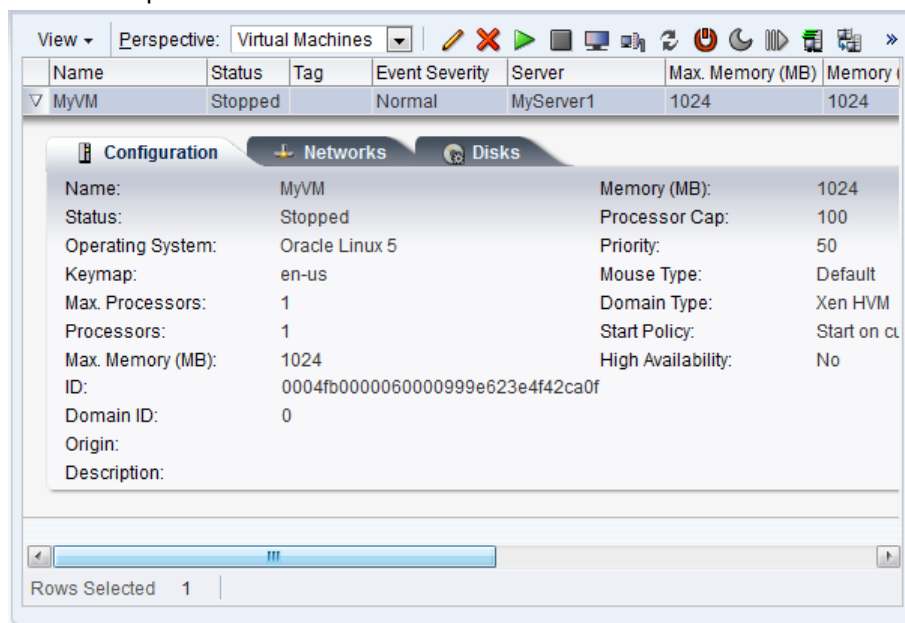 View Perspective: Virtual Machines »
Name Status Tag Event Severity Server Max. Memory (MB) Memory (
MyVM Stopped Normal MyServer1 1024 1024
Configuration Networks Disks
Name: MyVM Memory (MB): 1024
Status: Stopped Processor Cap: 100
Operating System: Oracle Linux 5 Priority: 50
Keymap: en-us Mouse Type: Default
Max. Processors: 1 Domain Type: Xen HVM
Processors: 1 Start Policy: Start on cu
Max. Memory (MB): 1024 High Availability: No
ID: 0004fb0000060000999e623e4f42ca0f
Domain ID: 0
Origin:
Description:
Rows Selected 1